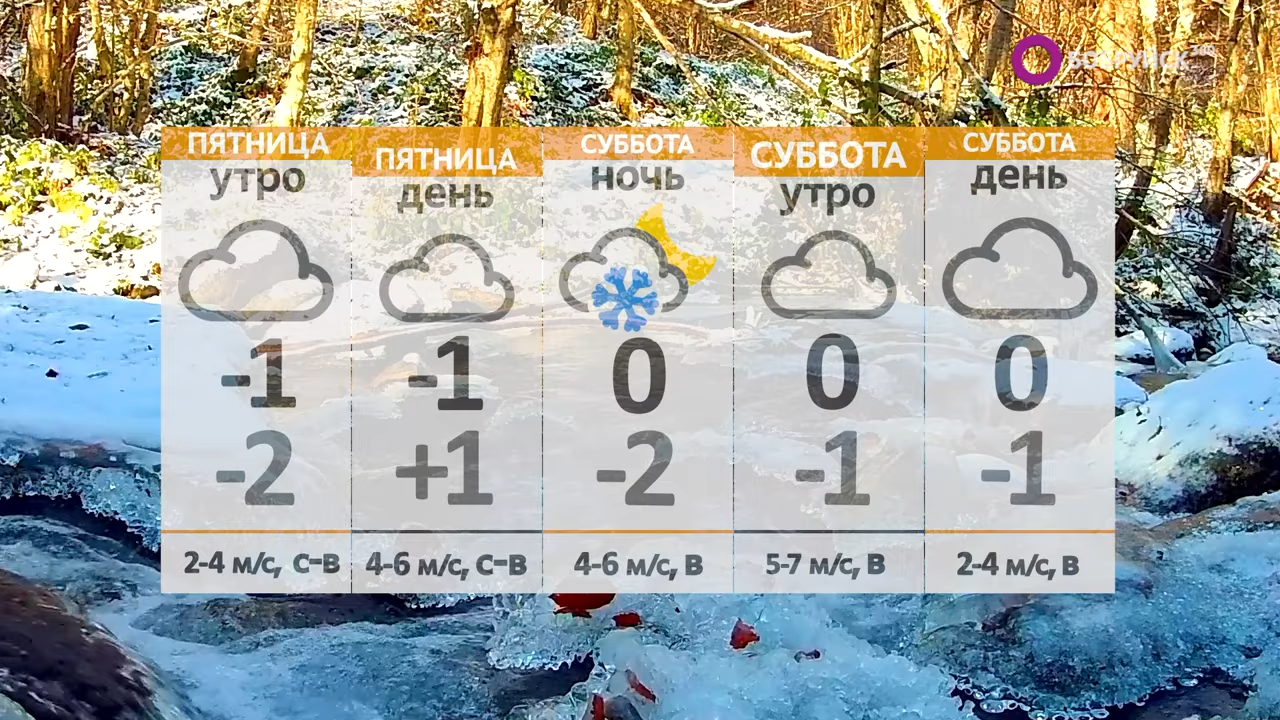 БОБРУЙСК 360
ПЯТНИЦА
утро
-1
-2
2-4 м/с, С-В
ПЯТНИЦА
день
-1
+1
4-6 м/с, С-В
СУББОТА
ночь
0
-2
4-6 м/с, В
СУББОТА
утро
0
-1
5-7 м/с, В
СУББОТА
день
0
-1
2-4 м/с, В